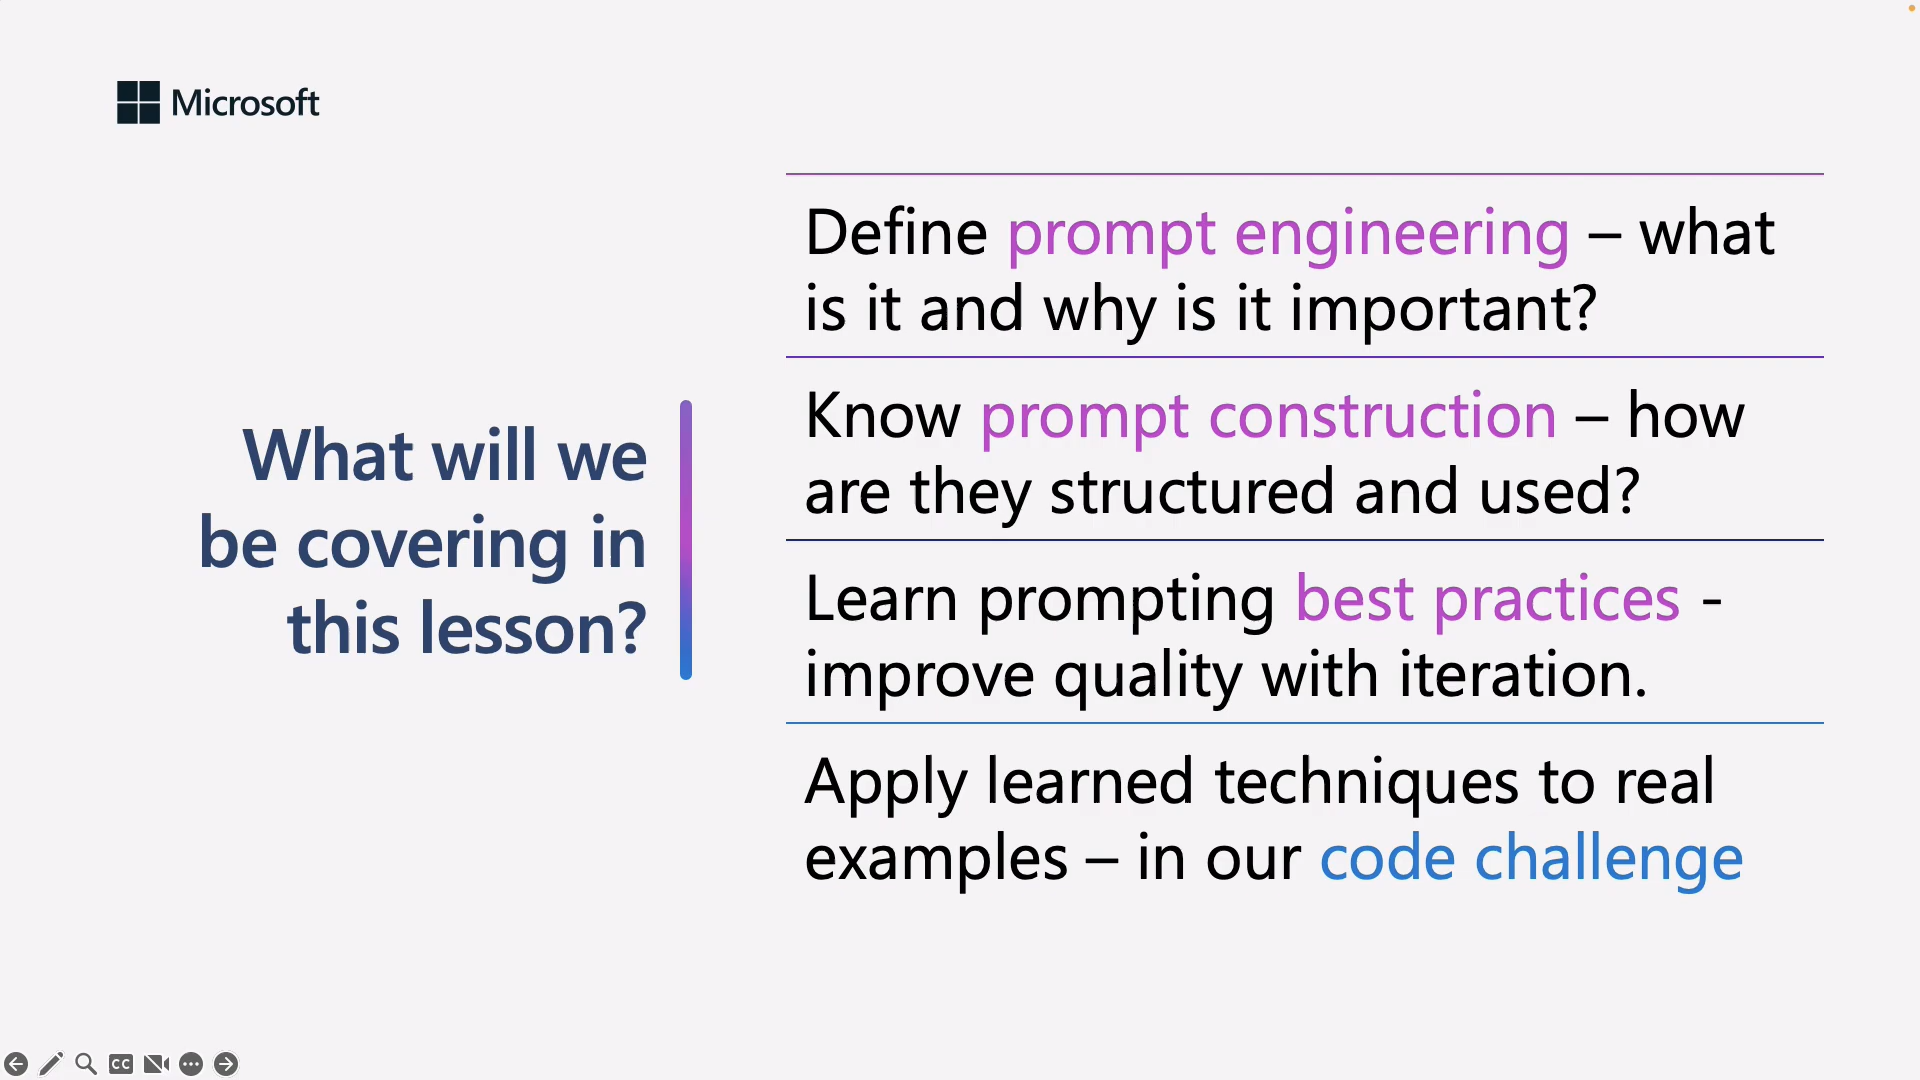 Microsoft
What will we
be covering in
this lesson?
Define prompt engineering – what
is it and why is it important?
Know prompt construction – how
are they structured and used?
Learn prompting best practices -
improve quality with iteration.
Apply learned techniques to real
examples – in our code challenge
CC